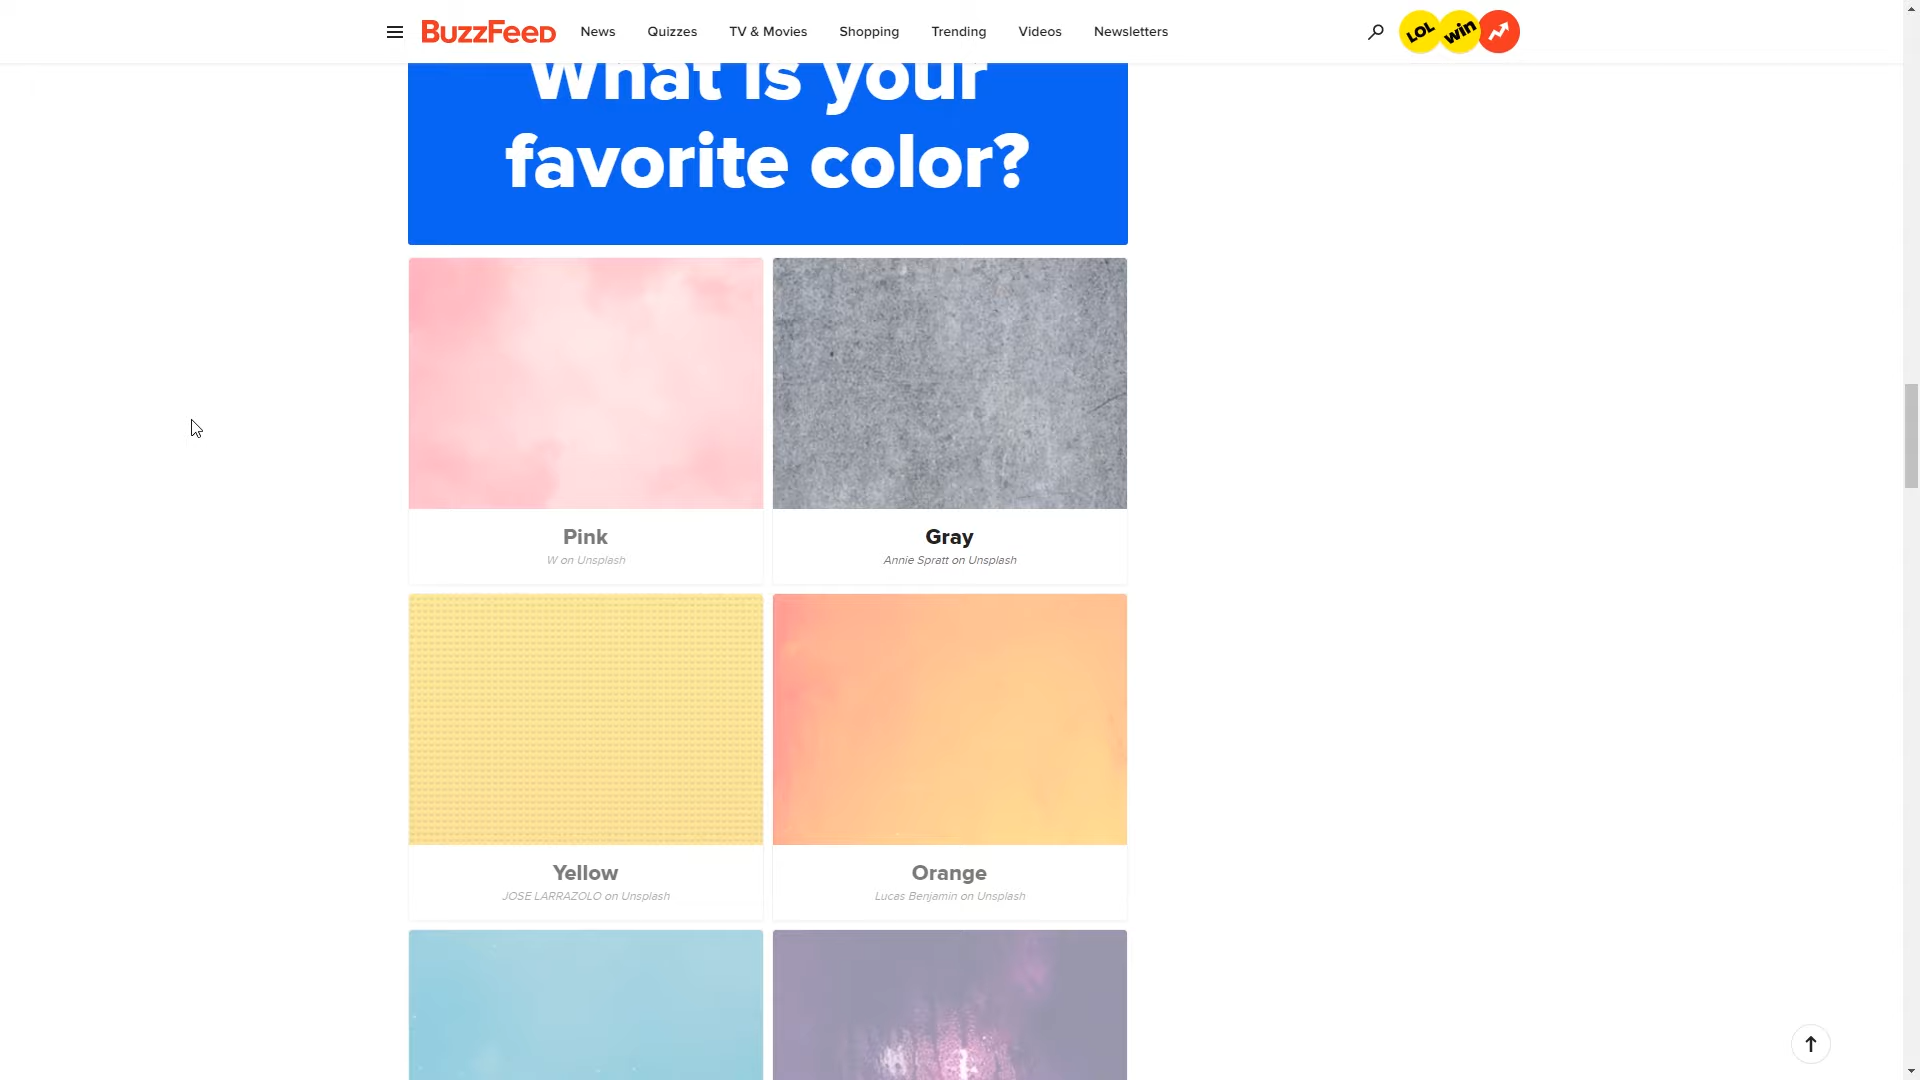 BuzzFeed
News
Quizzes
TV & Movies
Shopping
Trending
Videos
Newsletters
LOL
win
What is your
favorite color?
Pink
W on Unsplash
Gray
Annie Spratt on Unsplash
Yellow
JOSE LARRAZOLO on Unsplash
Orange
Lucas Benjamin on Unsplash